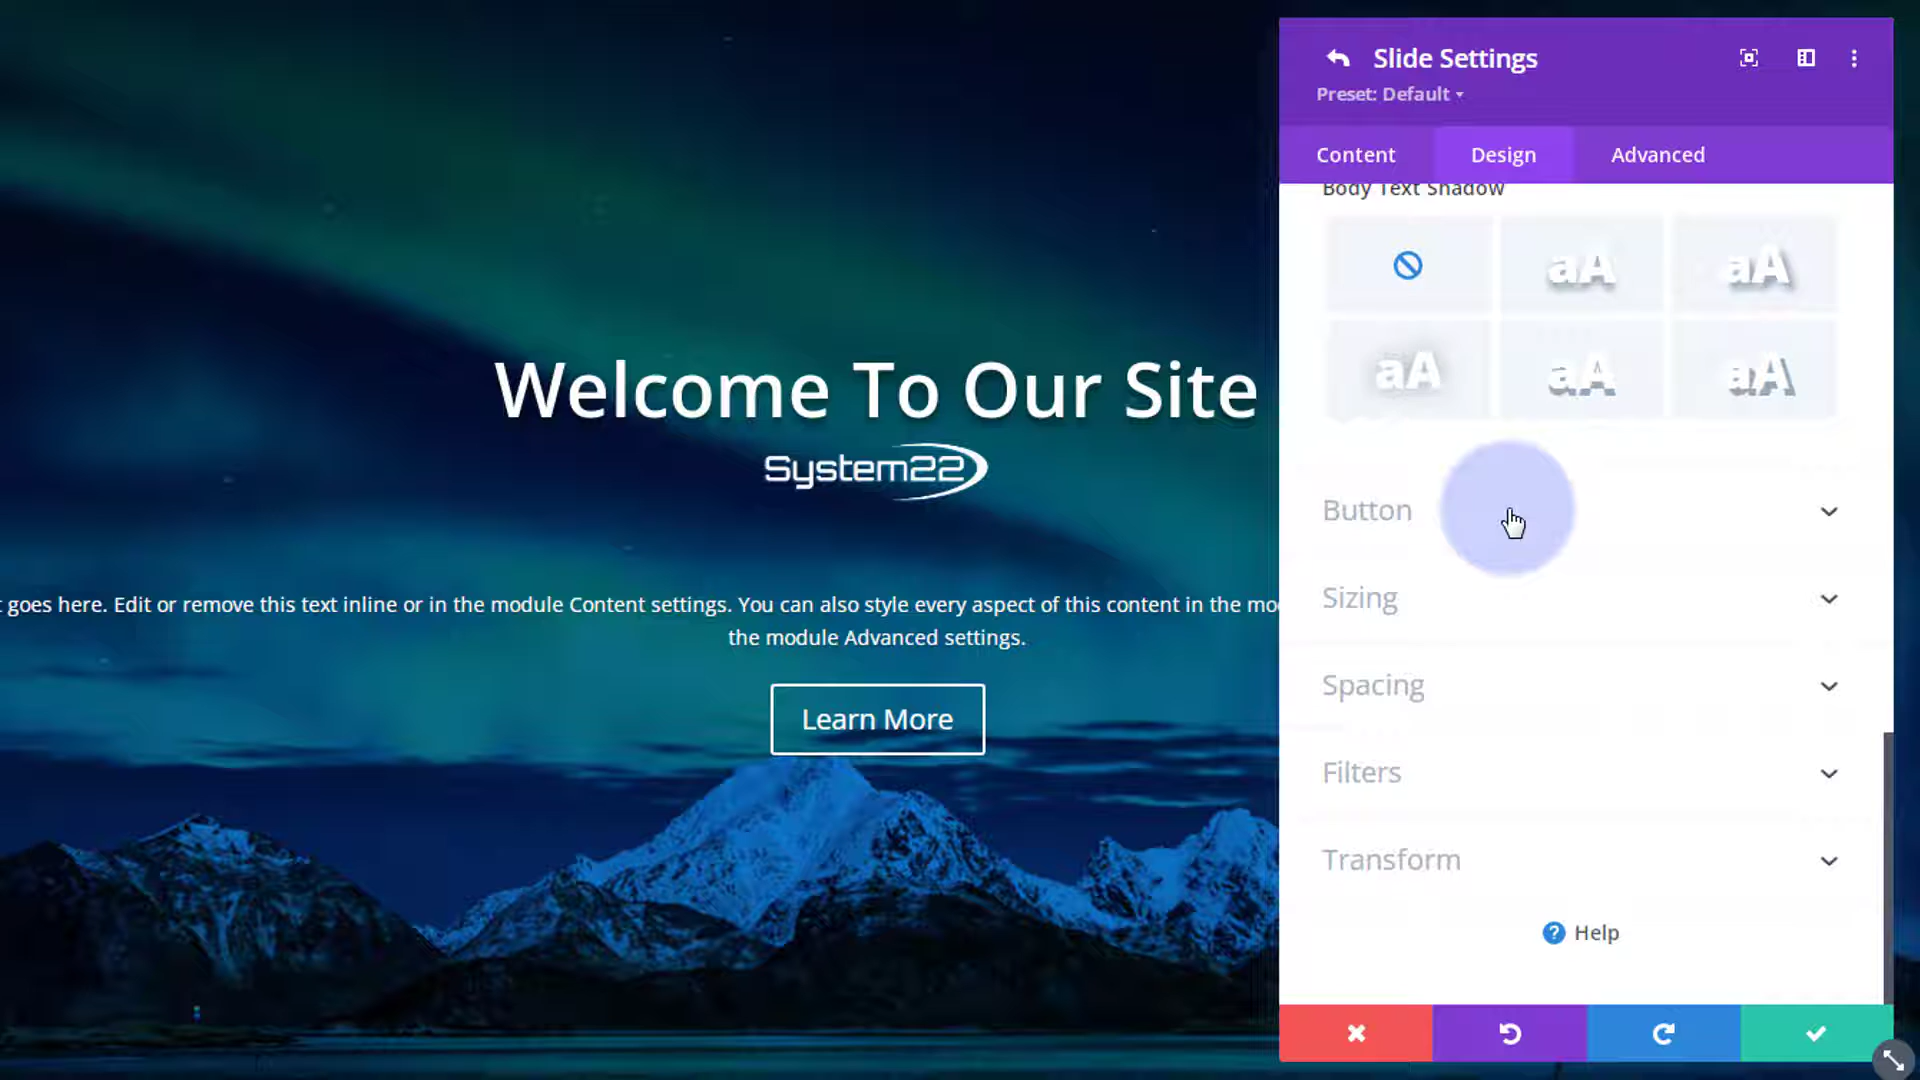 Slide Settings
Preset: Default
Content Design Advanced
Body Text Shadow
aA aA
aA aA aA
Button
Sizing
Spacing
Filters
Transform
Help
Welcome To Our Site
System22
goes here. Edit or remove this text inline or in the module Content settings. You can also style every aspect of this content in the
the module Advanced settings.
Learn More